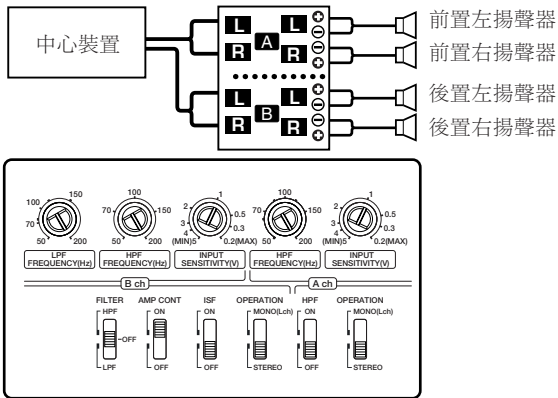 中心裝置
L
R
A
L
R
前置左揚聲器
前置右揚聲器
L
R
B
L
R
後置左揚聲器
後置右揚聲器
50 70 100 150 200
LPF FREQUENCY(Hz)
50 70 100 150 200
HPF FREQUENCY(Hz)
(MIN)5 4 3 2 1 0.5 0.3 0.2(MAX)
INPUT SENSITIVITY(V)
50 70 100 150 200
HPF FREQUENCY(Hz)
(MIN)5 4 3 2 1 0.5 0.3 0.2(MAX)
INPUT SENSITIVITY(V)
B ch
A ch
FILTER
HPF
OFF
LPF
AMP CONT
ON
OFF
ISF
ON
OFF
OPERATION
MONO(Lch)
STEREO
HPF
ON
OFF
OPERATION
MONO(Lch)
STEREO